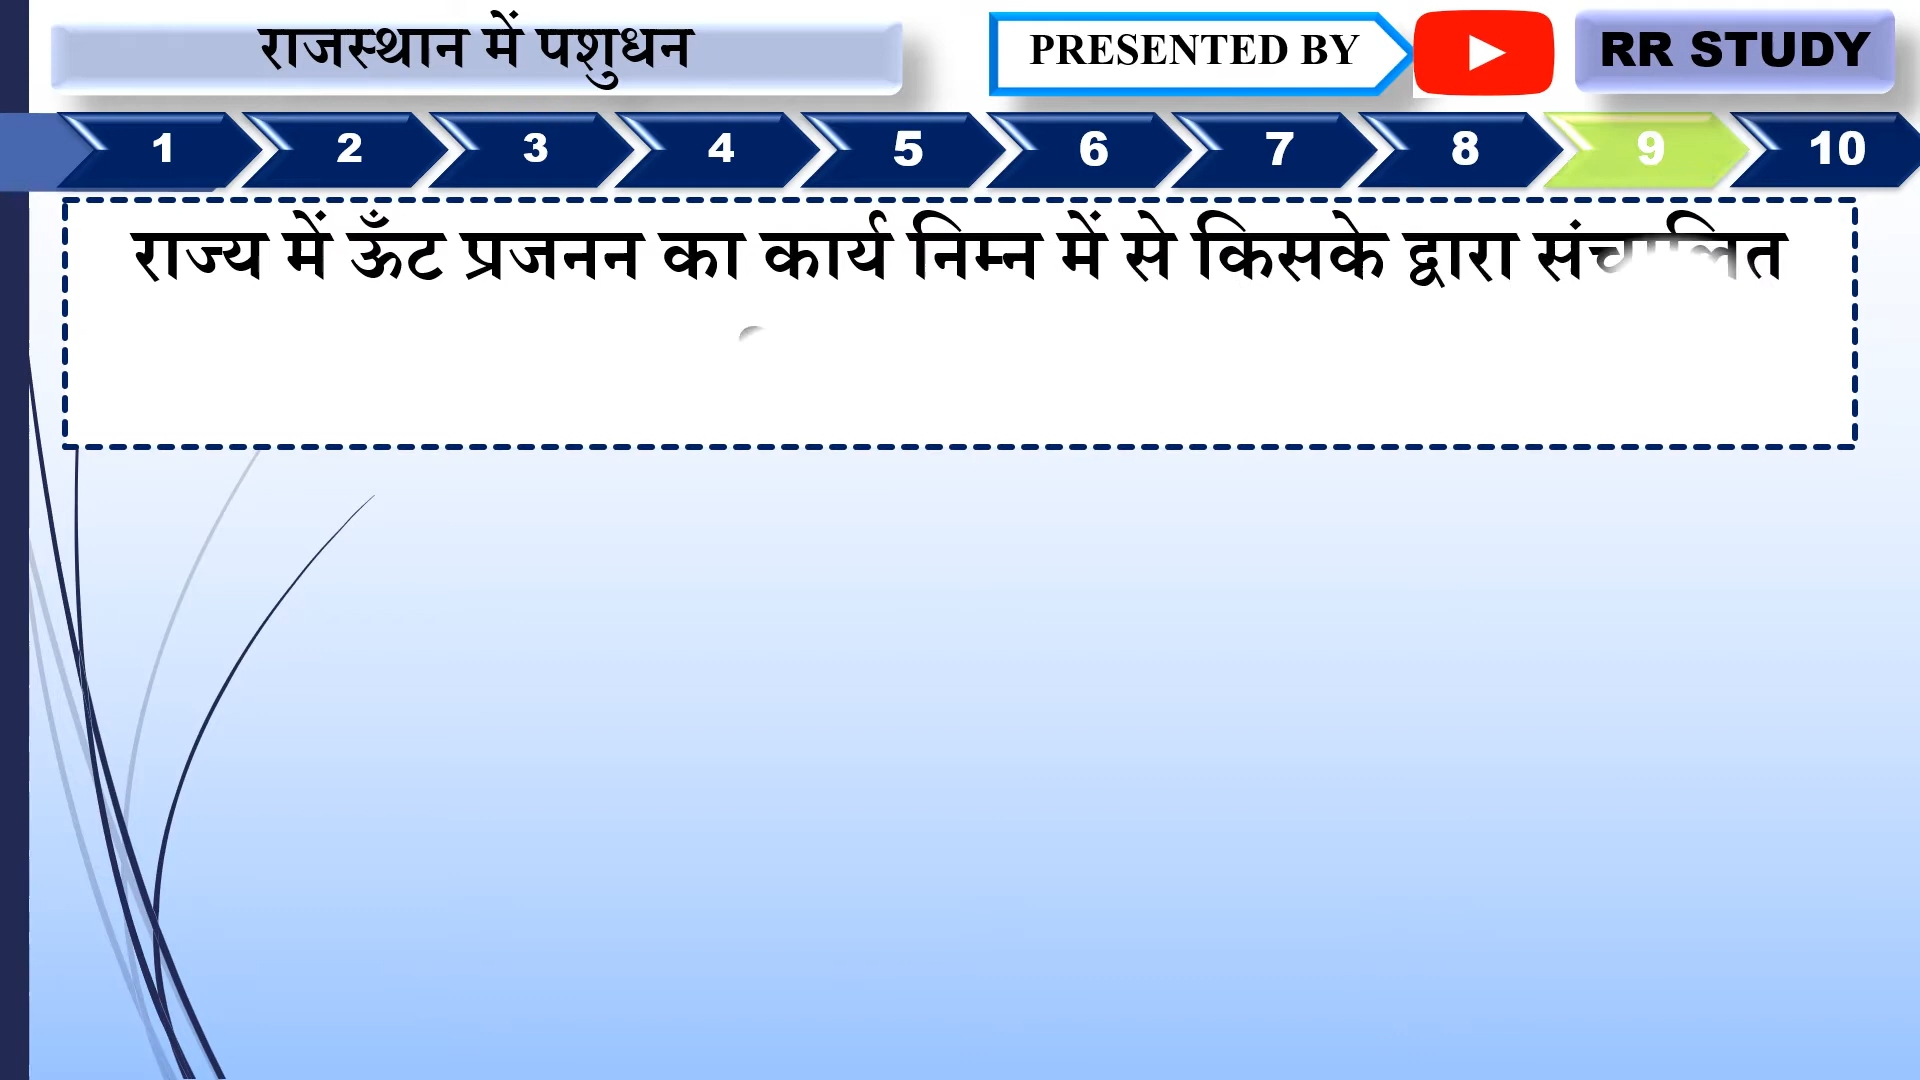 राजस्थान में पशुधन
PRESENTED BY
RR STUDY
1 2 3 4 5 6 7 8 9 10
राज्य में ऊँट प्रजनन का कार्य निम्न में से किसके द्वारा संचालित